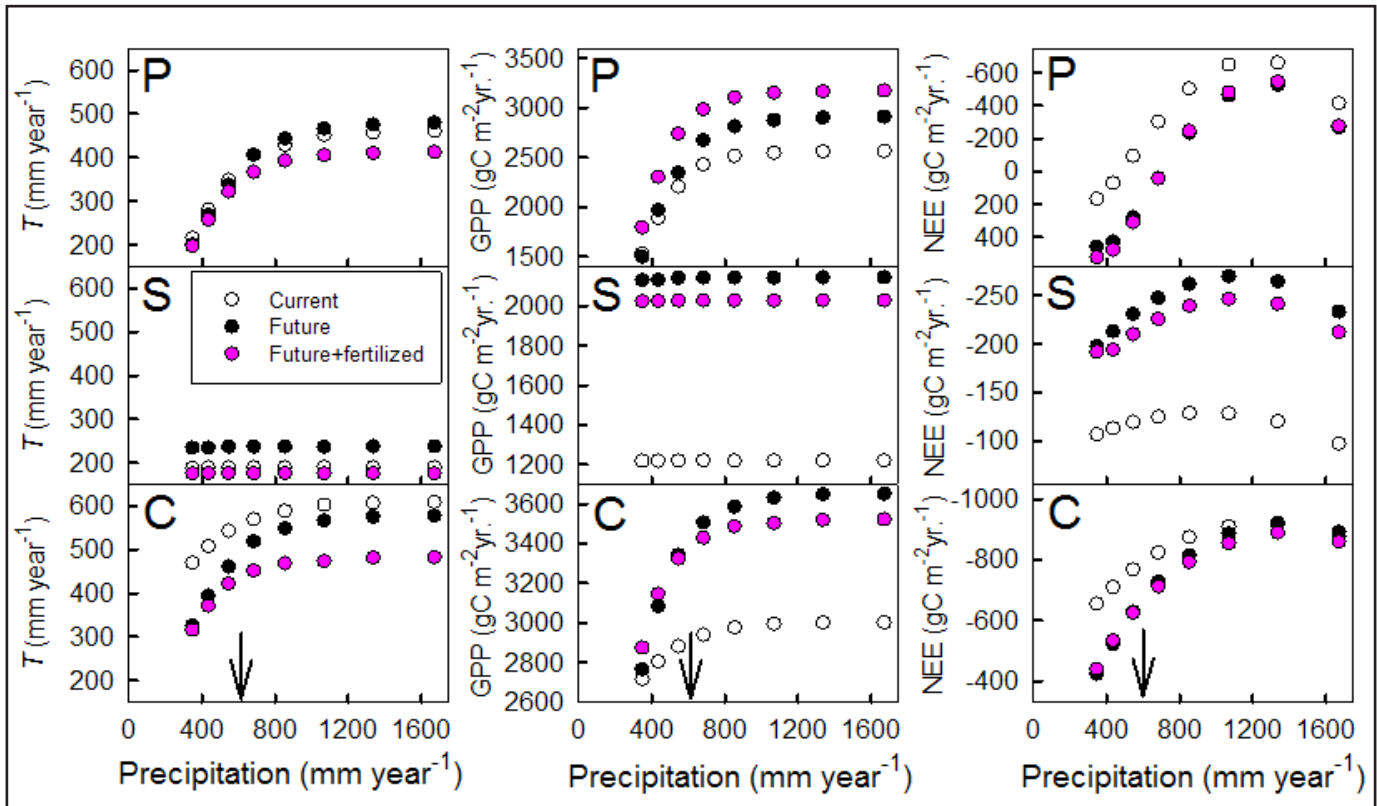 P
T (mm year⁻¹)
600
500
400
300
200
S
T (mm year⁻¹)
600
500
400
300
200
Current
Future
Future+fertilized
C
T (mm year⁻¹)
600
500
400
300
200
0 400 800 1200 1600
Precipitation (mm year⁻¹)
P
GPP (gC m⁻²yr.⁻¹)
3500
3000
2500
2000
1500
S
GPP (gC m⁻²yr.⁻¹)
2000
1800
1600
1400
1200
C
GPP (gC m⁻²yr.⁻¹)
3600
3400
3200
3000
2800
2600
0 400 800 1200 1600
Precipitation (mm year⁻¹)
P
NEE (gC m⁻²yr.⁻¹)
-600
-400
-200
0
200
400
S
NEE (gC m⁻²yr.⁻¹)
-250
-200
-150
-100
C
NEE (gC m⁻²yr.⁻¹)
-1000
-800
-600
-400
0 400 800 1200 1600
Precipitation (mm year⁻¹)